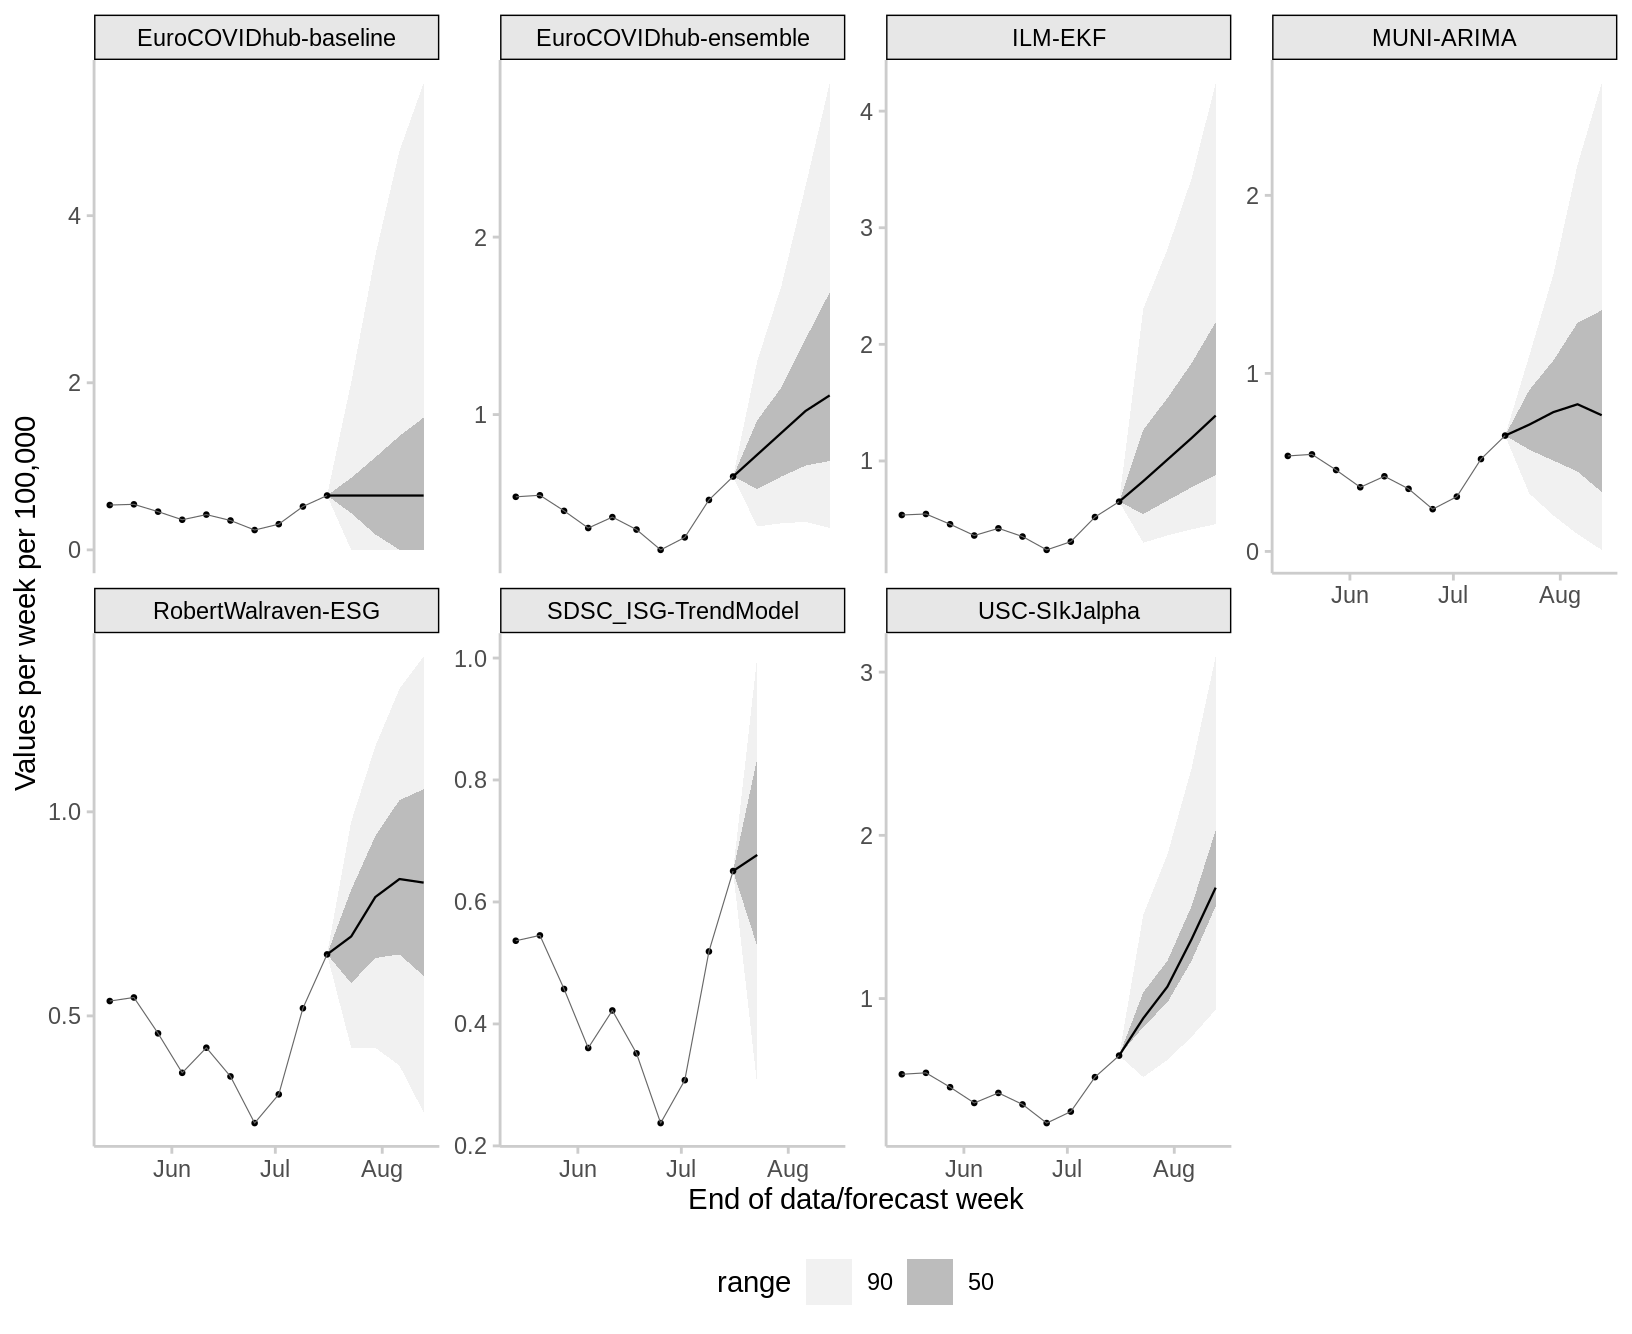 EuroCOVIDhub-baseline
EuroCOVIDhub-ensemble
ILM-EKF
MUNI-ARIMA
4
2
0
2
1
4
3
2
1
2
1
0
Jun
Jul
Aug
Values per week per 100,000
RobertWalraven-ESG
SDSC_ISG-TrendModel
USC-SIkJalpha
1.0
0.5
1.0
0.8
0.6
0.4
0.2
3
2
1
Jun
Jul
Aug
Jun
Jul
Aug
Jun
Jul
Aug
End of data/forecast week
range
90
50